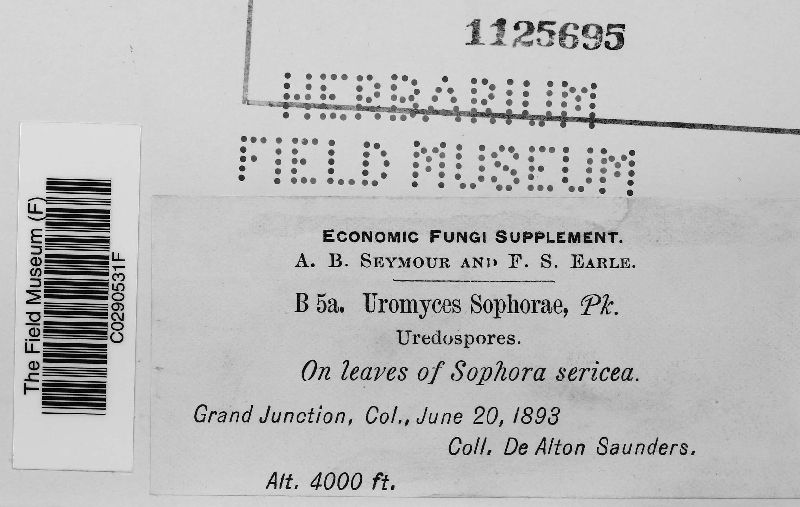 1125695
HERBARIUM
FIELD MUSEUM
The Field Museum (F)
C0290531F
ECONOMIC FUNGI SUPPLEMENT.
A. B. SEYMOUR AND F. S. EARLE.
B 5a. Uromyces Sophorae, Pk.
Uredospores.
On leaves of Sophora sericea.
Grand Junction, Col., June 20, 1893
Coll. De Alton Saunders.
Alt. 4000 ft.